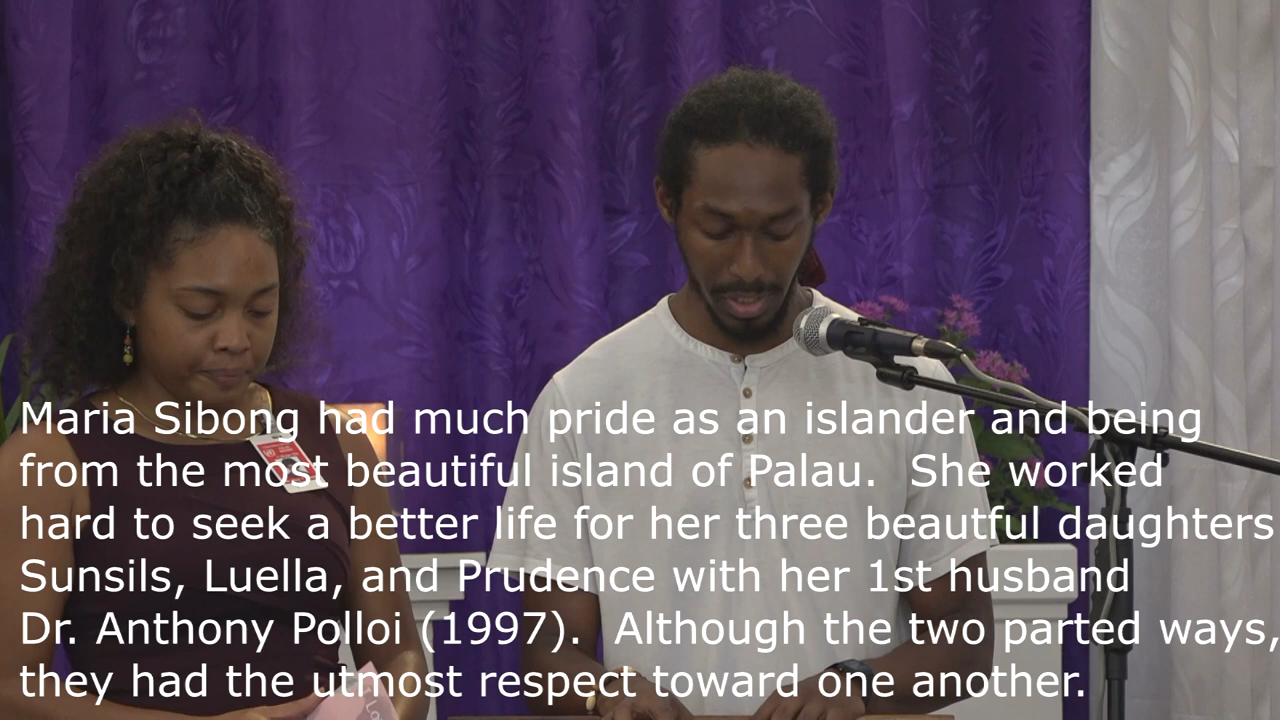 Maria Sibong had much pride as an islander and being
from the most beautiful island of Palau.  She worked
hard to seek a better life for her three beautful daughters
Sunsils, Luella, and Prudence with her 1st husband
Dr. Anthony Polloi (1997).  Although the two parted ways,
they had the utmost respect toward one another.